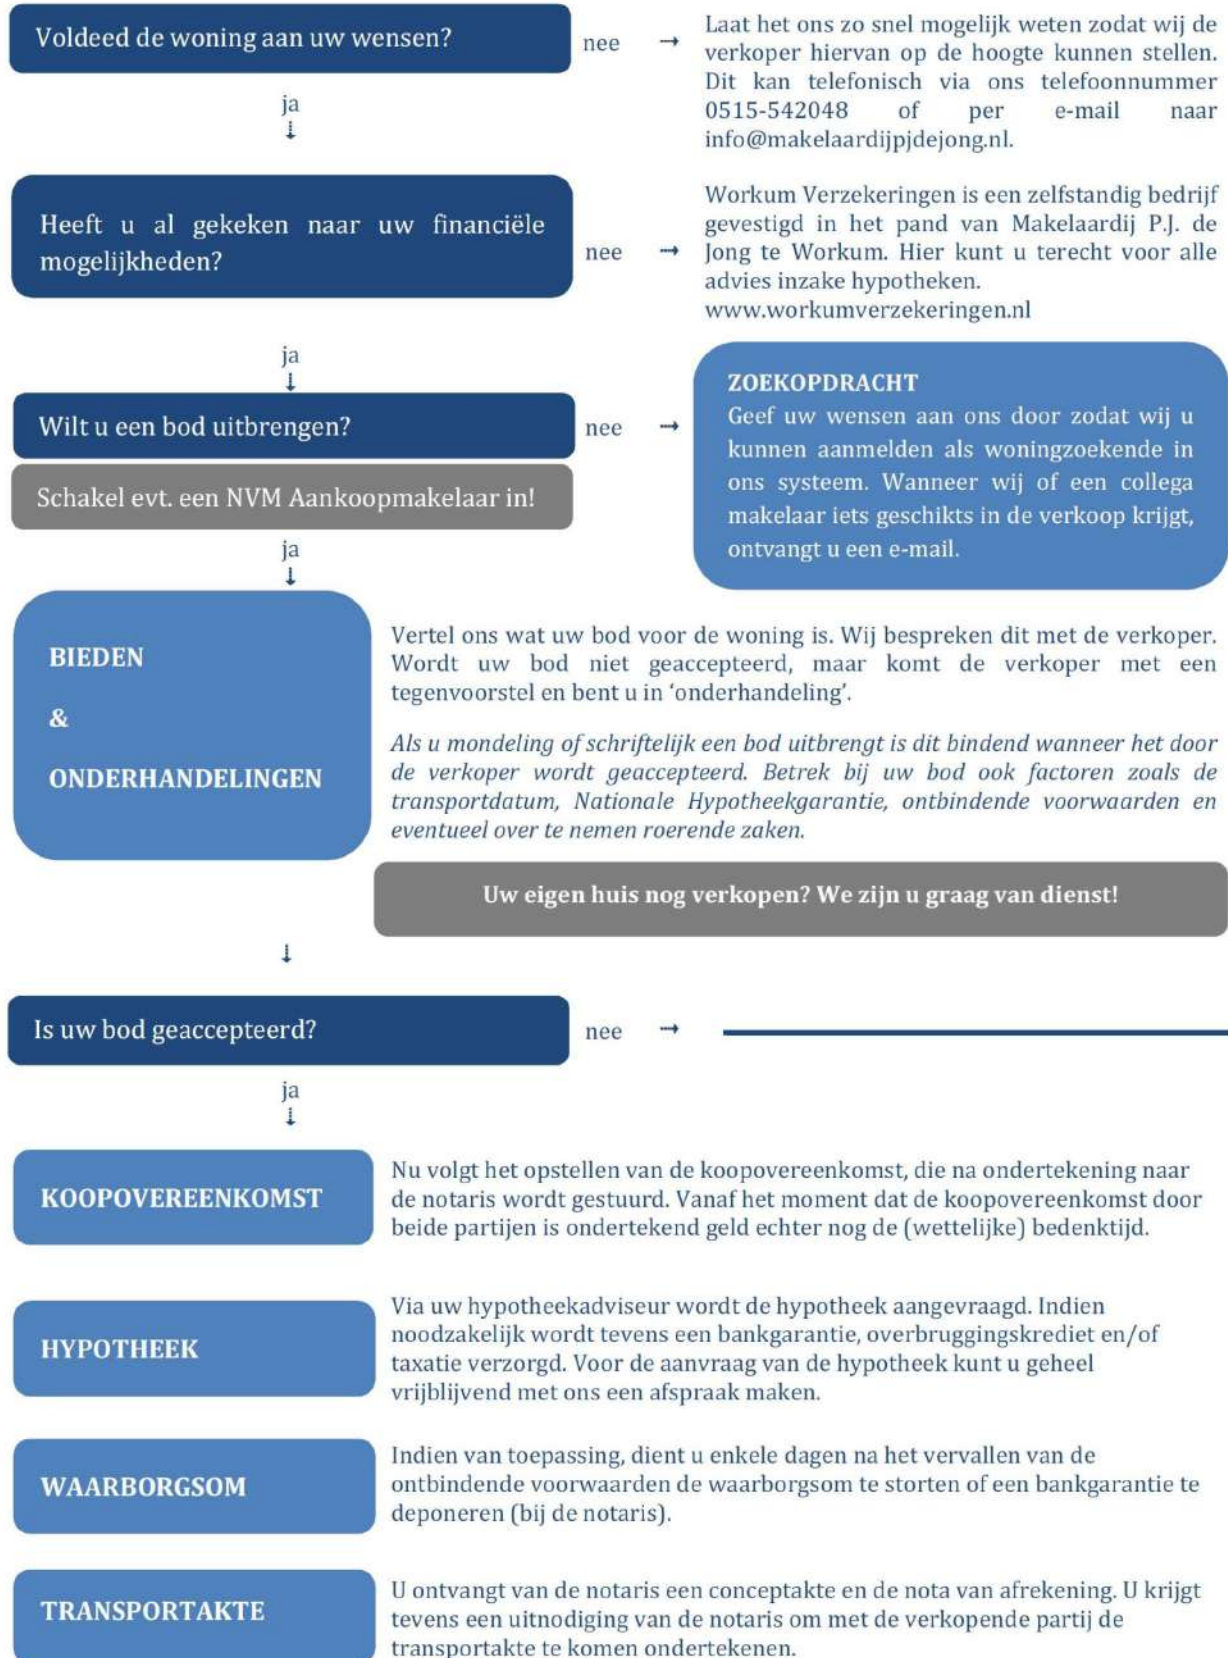 Voldeed de woning aan uw wensen?
nee
Laat het ons zo snel mogelijk weten zodat wij de
verkoper hiervan op de hoogte kunnen stellen.
Dit kan telefonisch via ons telefoonnummer
0515-542048 of per e-mail naar
info@makelaardijpjdejong.nl.
ja
Heeft u al gekeken naar uw financiële
mogelijkheden?
nee
Workum Verzekeringen is een zelfstandig bedrijf
gevestigd in het pand van Makelaardij P.J. de
Jong te Workum. Hier kunt u terecht voor alle
advies inzake hypotheken.
www.workumverzekeringen.nl
ja
Wilt u een bod uitbrengen?
nee
Schakel evt. een NVM Aankoopmakelaar in!
ZOEKOPDRACHT
Geef uw wensen aan ons door zodat wij u
kunnen aanmelden als woningzoekende in
ons systeem. Wanneer wij of een collega
makelaar iets geschikts in de verkoop krijgt,
ontvangt u een e-mail.
ja
BIEDEN
&
ONDERHANDELINGEN
Vertel ons wat uw bod voor de woning is. Wij bespreken dit met de verkoper.
Wordt uw bod niet geaccepteerd, maar komt de verkoper met een
tegenvoorstel en bent u in ‘onderhandeling’.
Als u mondeling of schriftelijk een bod uitbrengt is dit bindend wanneer het door
de verkoper wordt geaccepteerd. Betrek bij uw bod ook factoren zoals de
transportdatum, Nationale Hypotheekgarantie, ontbindende voorwaarden en
eventueel over te nemen roerende zaken.
Uw eigen huis nog verkopen? We zijn u graag van dienst!
Is uw bod geaccepteerd?
nee
ja
KOOPOVEREENKOMST
Nu volgt het opstellen van de koopovereenkomst, die na ondertekening naar
de notaris wordt gestuurd. Vanaf het moment dat de koopovereenkomst door
beide partijen is ondertekend geld echter nog de (wettelijke) bedenktijd.
HYPOTHEEK
Via uw hypotheekadviseur wordt de hypotheek aangevraagd. Indien
noodzakelijk wordt tevens een bankgarantie, overbruggingskrediet en/of
taxatie verzorgd. Voor de aanvraag van de hypotheek kunt u geheel
vrijblijvend met ons een afspraak maken.
WAARBORGSOM
Indien van toepassing, dient u enkele dagen na het vervallen van de
ontbindende voorwaarden de waarborgsom te storten of een bankgarantie te
deponeren (bij de notaris).
TRANSPORTAKTE
U ontvangt van de notaris een conceptakte en de nota van afrekening. U krijgt
tevens een uitnodiging van de notaris om met de verkopende partij de
transportakte te komen ondertekenen.